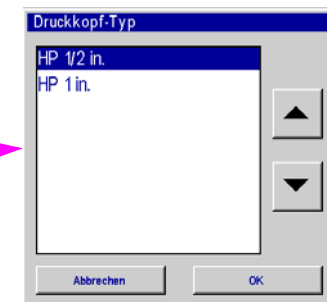 Druckkopf-Typ
HP 1/2 in.
HP 1 in.
Abbrechen
OK